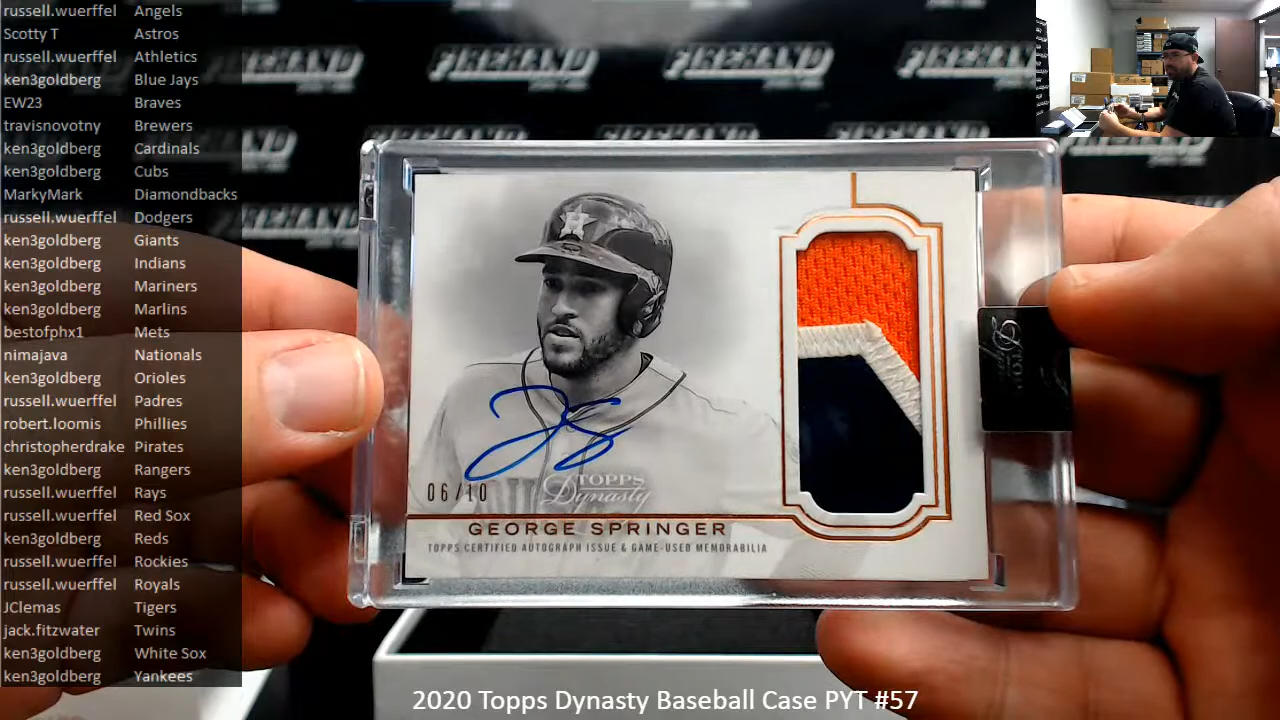 russell.wuerffel Angels
Scotty T Astros
russell.wuerffel Athletics
ken3goldberg Blue Jays
EW23 Braves
travisnovotny Brewers
ken3goldberg Cardinals
ken3goldberg Cubs
MarkyMark Diamondbacks
russell.wuerffel Dodgers
ken3goldberg Giants
ken3goldberg Indians
ken3goldberg Mariners
ken3goldberg Marlins
bestofphx1 Mets
nimajava Nationals
ken3goldberg Orioles
russell.wuerffel Padres
robert.loomis Phillies
christopherdrake Pirates
ken3goldberg Rangers
russell.wuerffel Rays
russell.wuerffel Red Sox
ken3goldberg Reds
russell.wuerffel Rockies
russell.wuerffel Royals
JClemas Tigers
jack.fitzwater Twins
ken3goldberg White Sox
ken3goldberg Yankees
FIREHAND FIREHAND FIREHAND FIREHAND
06/10
TOPPS
Dynasty
GEORGE SPRINGER
TOPPS CERTIFIED AUTOGRAPH ISSUE & GAME-USED MEMORABILIA
2020 Topps Dynasty Baseball Case PYT #57